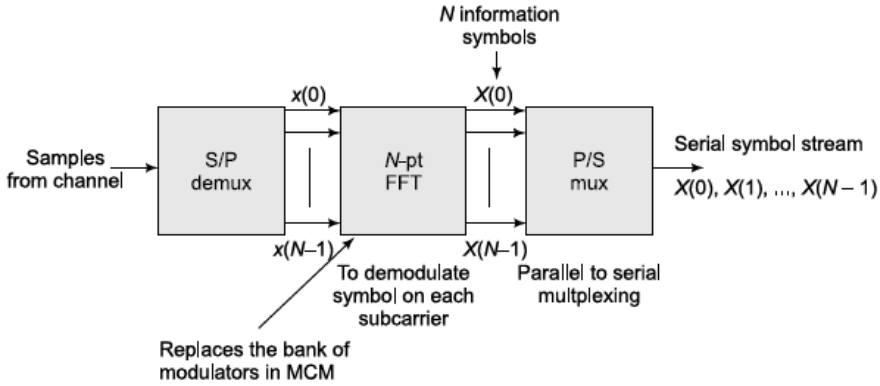 N information
symbols
x(0)
X(0)
Samples
from channel
S/P
demux
N-pt
FFT
P/S
mux
Serial symbol stream
X(0), X(1), ..., X(N – 1)
x(N–1)
X(N–1)
To demodulate
symbol on each
subcarrier
Parallel to serial
multplexing
Replaces the bank of
modulators in MCM